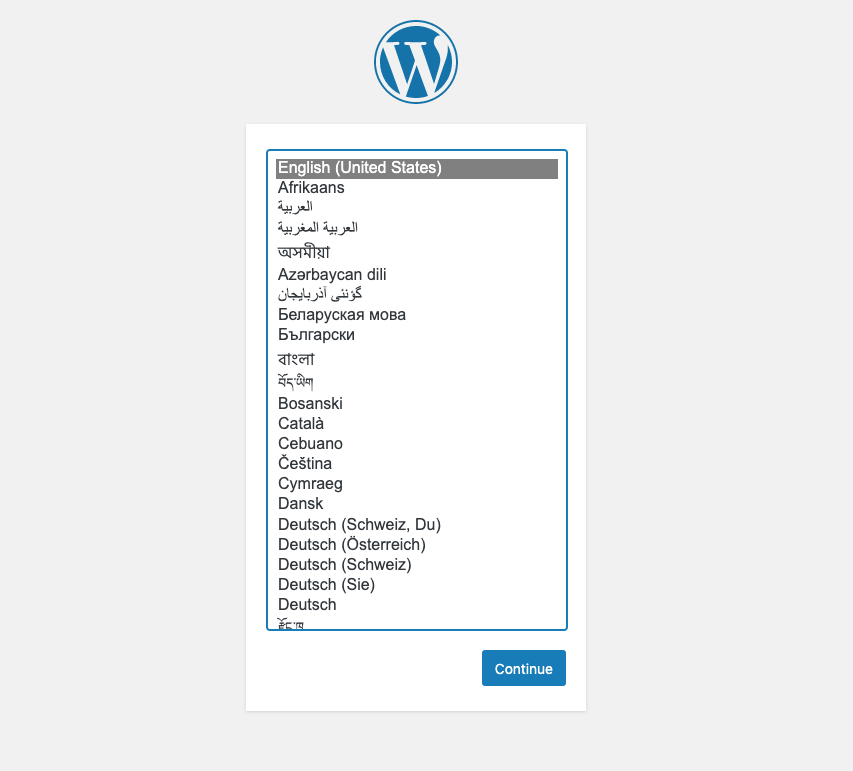 English (United States)
Afrikaans
العربية
العربية المغربية
অসমীয়া
Azərbaycan dili
گؤنئی آذربایجان
Беларуская мова
Български
বাংলা
བོད་ཡིག
Bosanski
Català
Cebuano
Čeština
Cymraeg
Dansk
Deutsch (Schweiz, Du)
Deutsch (Österreich)
Deutsch (Schweiz)
Deutsch (Sie)
Deutsch
Continue